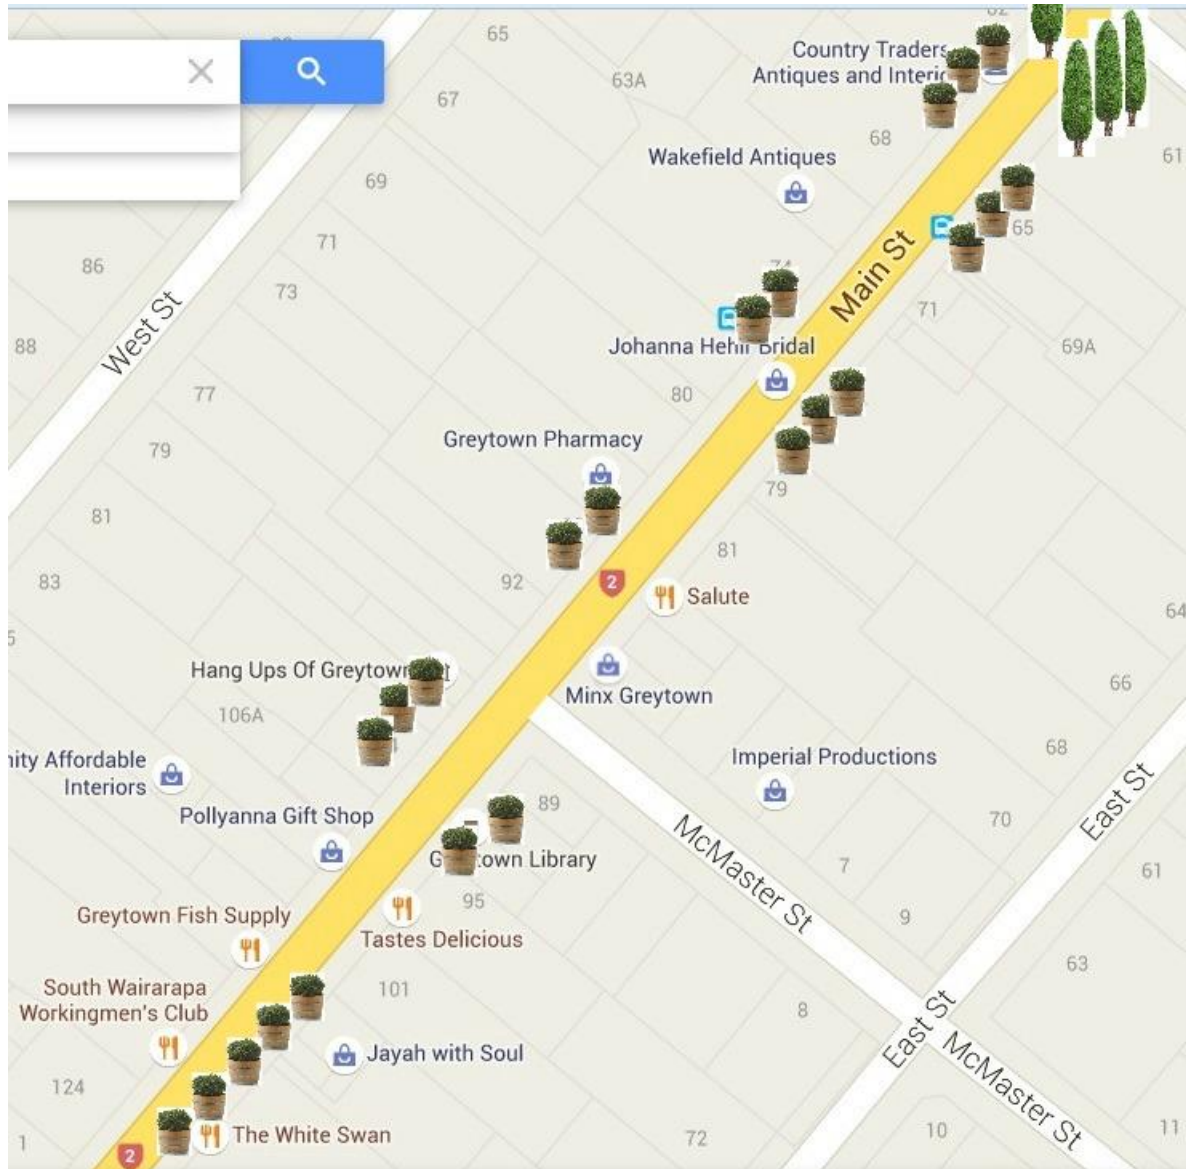 65
63A
67
69
71
73
86
88
West St
77
79
81
83
Country Traders
Antiques and
68
Wakefield Antiques
61
65
Main St
71
69A
Johanna Hehir Bridal
80
Greytown Pharmacy
79
81
92
2
Salute
64
Minx Greytown
66
68
Hang Ups Of Greytown
106A
Affordable
Interiors
Imperial Productions
Pollyanna Gift Shop
89
70
East St
McMaster St
Library
7
61
95
9
Greytown Fish Supply
Tastes Delicious
63
South Wairarapa
Workingmen's Club
101
8
East St
McMaster St
Jayah with Soul
124
The White Swan
2
1
72
10
11